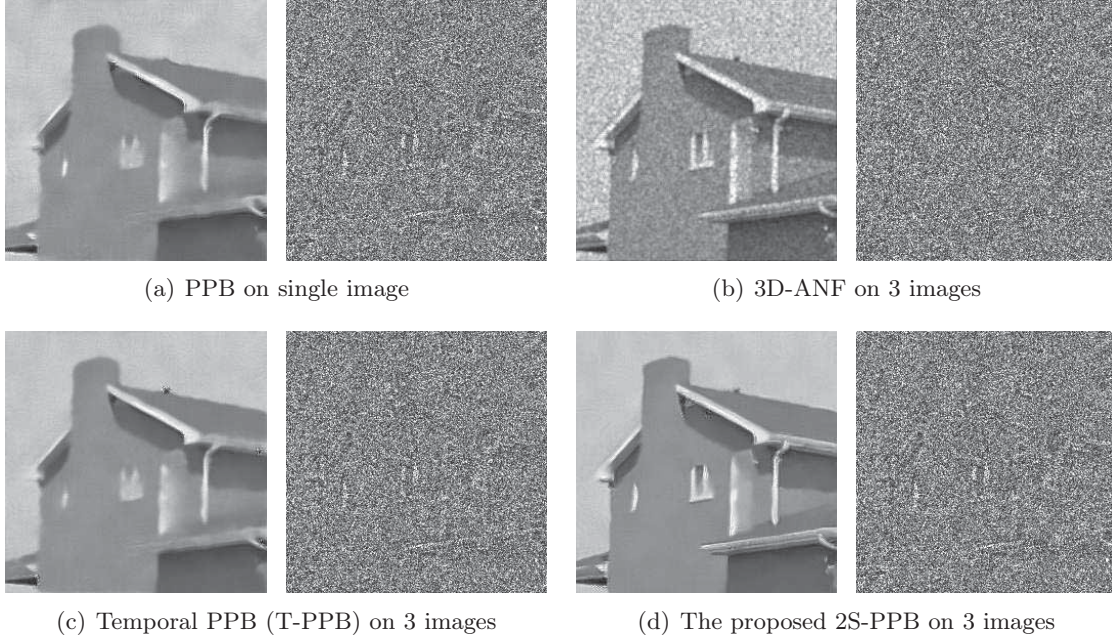 (a) PPB on single image
(b) 3D-ANF on 3 images
(c) Temporal PPB (T-PPB) on 3 images
(d) The proposed 2S-PPB on 3 images